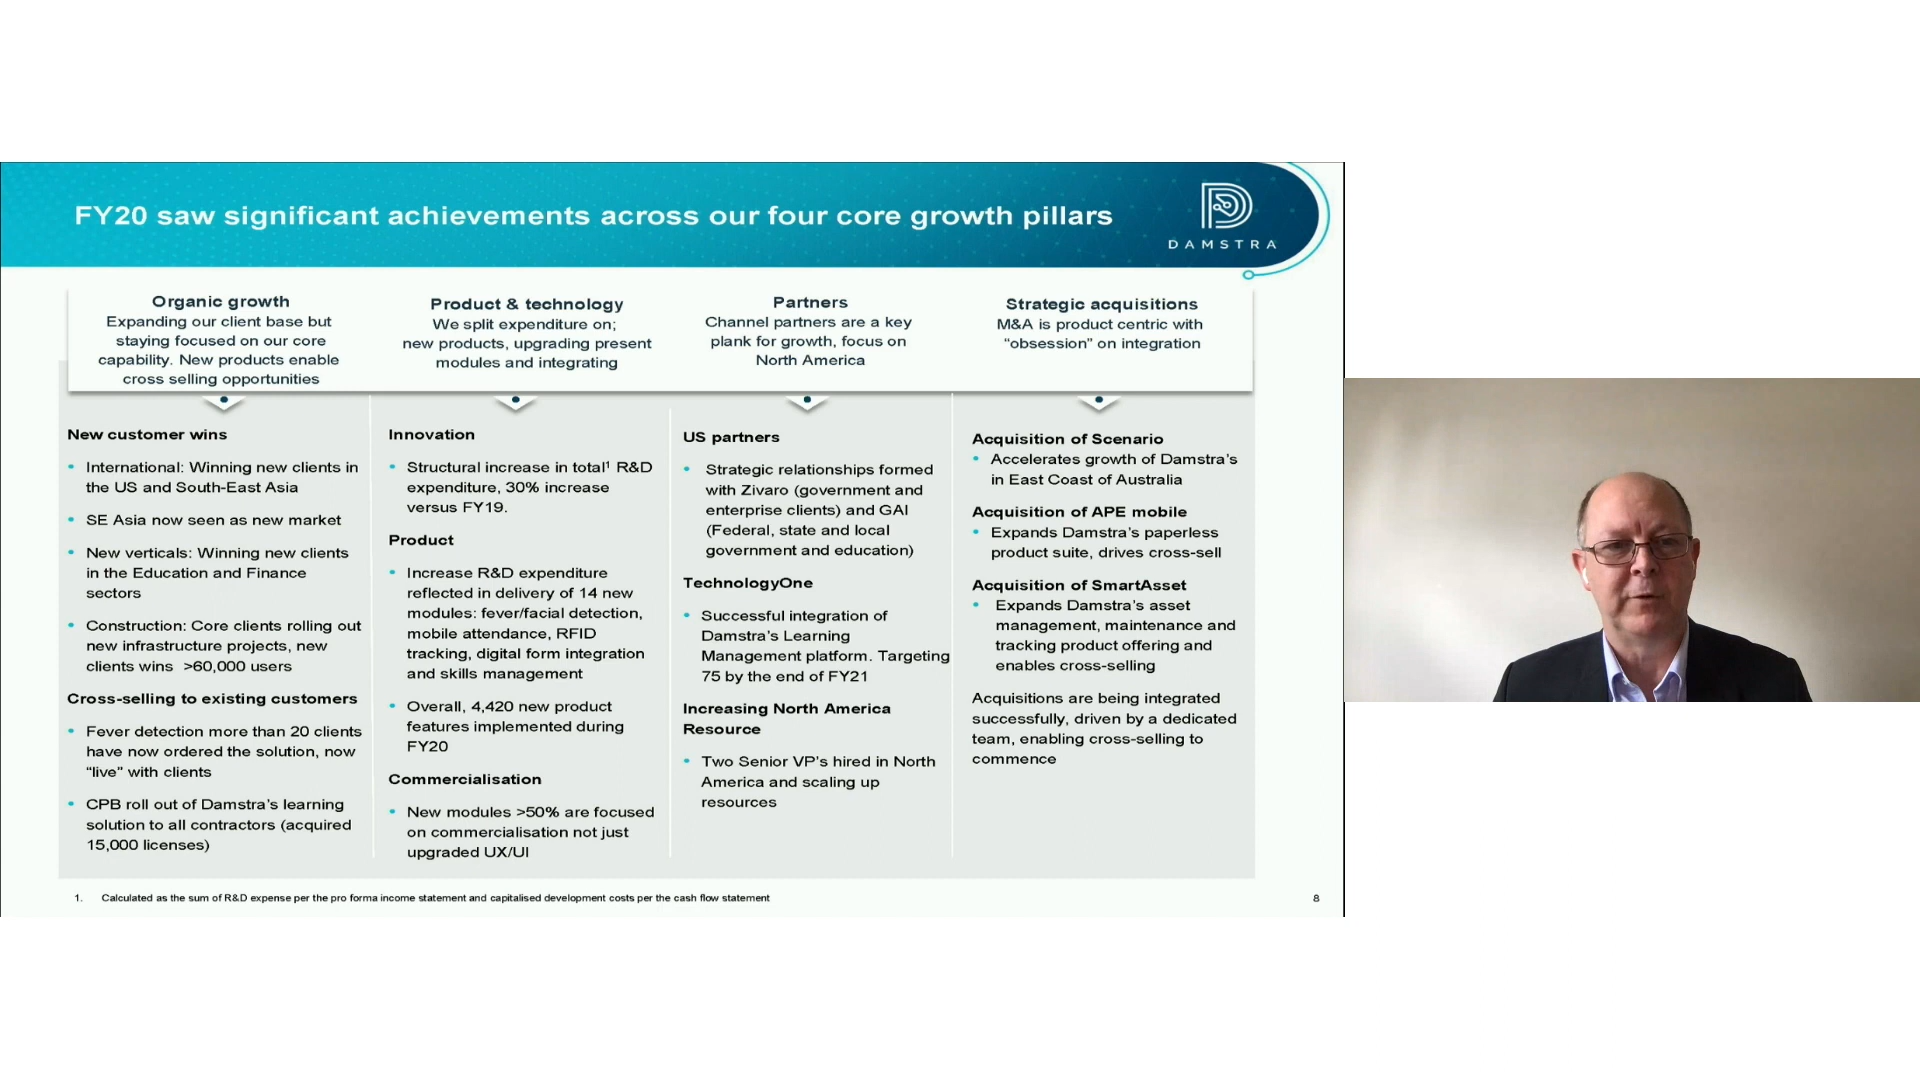 FY20 saw significant achievements across our four core growth pillars
DAMSTRA
Organic growth
Expanding our client base but
staying focused on our core
capability. New products enable
cross selling opportunities
Product & technology
We split expenditure on;
new products, upgrading present
modules and integrating
Partners
Channel partners are a key
plank for growth, focus on
North America
Strategic acquisitions
M&A is product centric with
“obsession” on integration
New customer wins
• International: Winning new clients in
the US and South-East Asia
• SE Asia now seen as new market
• New verticals: Winning new clients
in the Education and Finance
sectors
• Construction: Core clients rolling out
new infrastructure projects, new
clients wins >60,000 users
Cross-selling to existing customers
• Fever detection more than 20 clients
have now ordered the solution, now
“live” with clients
• CPB roll out of Damstra’s learning
solution to all contractors (acquired
15,000 licenses)
Innovation
• Structural increase in total¹ R&D
expenditure, 30% increase
versus FY19.
Product
• Increase R&D expenditure
reflected in delivery of 14 new
modules: fever/facial detection,
mobile attendance, RFID
tracking, digital form integration
and skills management
• Overall, 4,420 new product
features implemented during
FY20
Commercialisation
• New modules >50% are focused
on commercialisation not just
upgraded UX/UI
US partners
• Strategic relationships formed
with Zivaro (government and
enterprise clients) and GAI
(Federal, state and local
government and education)
TechnologyOne
• Successful integration of
Damstra’s Learning
Management platform. Targeting
75 by the end of FY21
Increasing North America
Resource
• Two Senior VP’s hired in North
America and scaling up
resources
Acquisition of Scenario
• Accelerates growth of Damstra’s
in East Coast of Australia
Acquisition of APE mobile
• Expands Damstra’s paperless
product suite, drives cross-sell
Acquisition of SmartAsset
• Expands Damstra’s asset
management, maintenance and
tracking product offering and
enables cross-selling
Acquisitions are being integrated
successfully, driven by a dedicated
team, enabling cross-selling to
commence
1. Calculated as the sum of R&D expense per the pro forma income statement and capitalised development costs per the cash flow statement
8